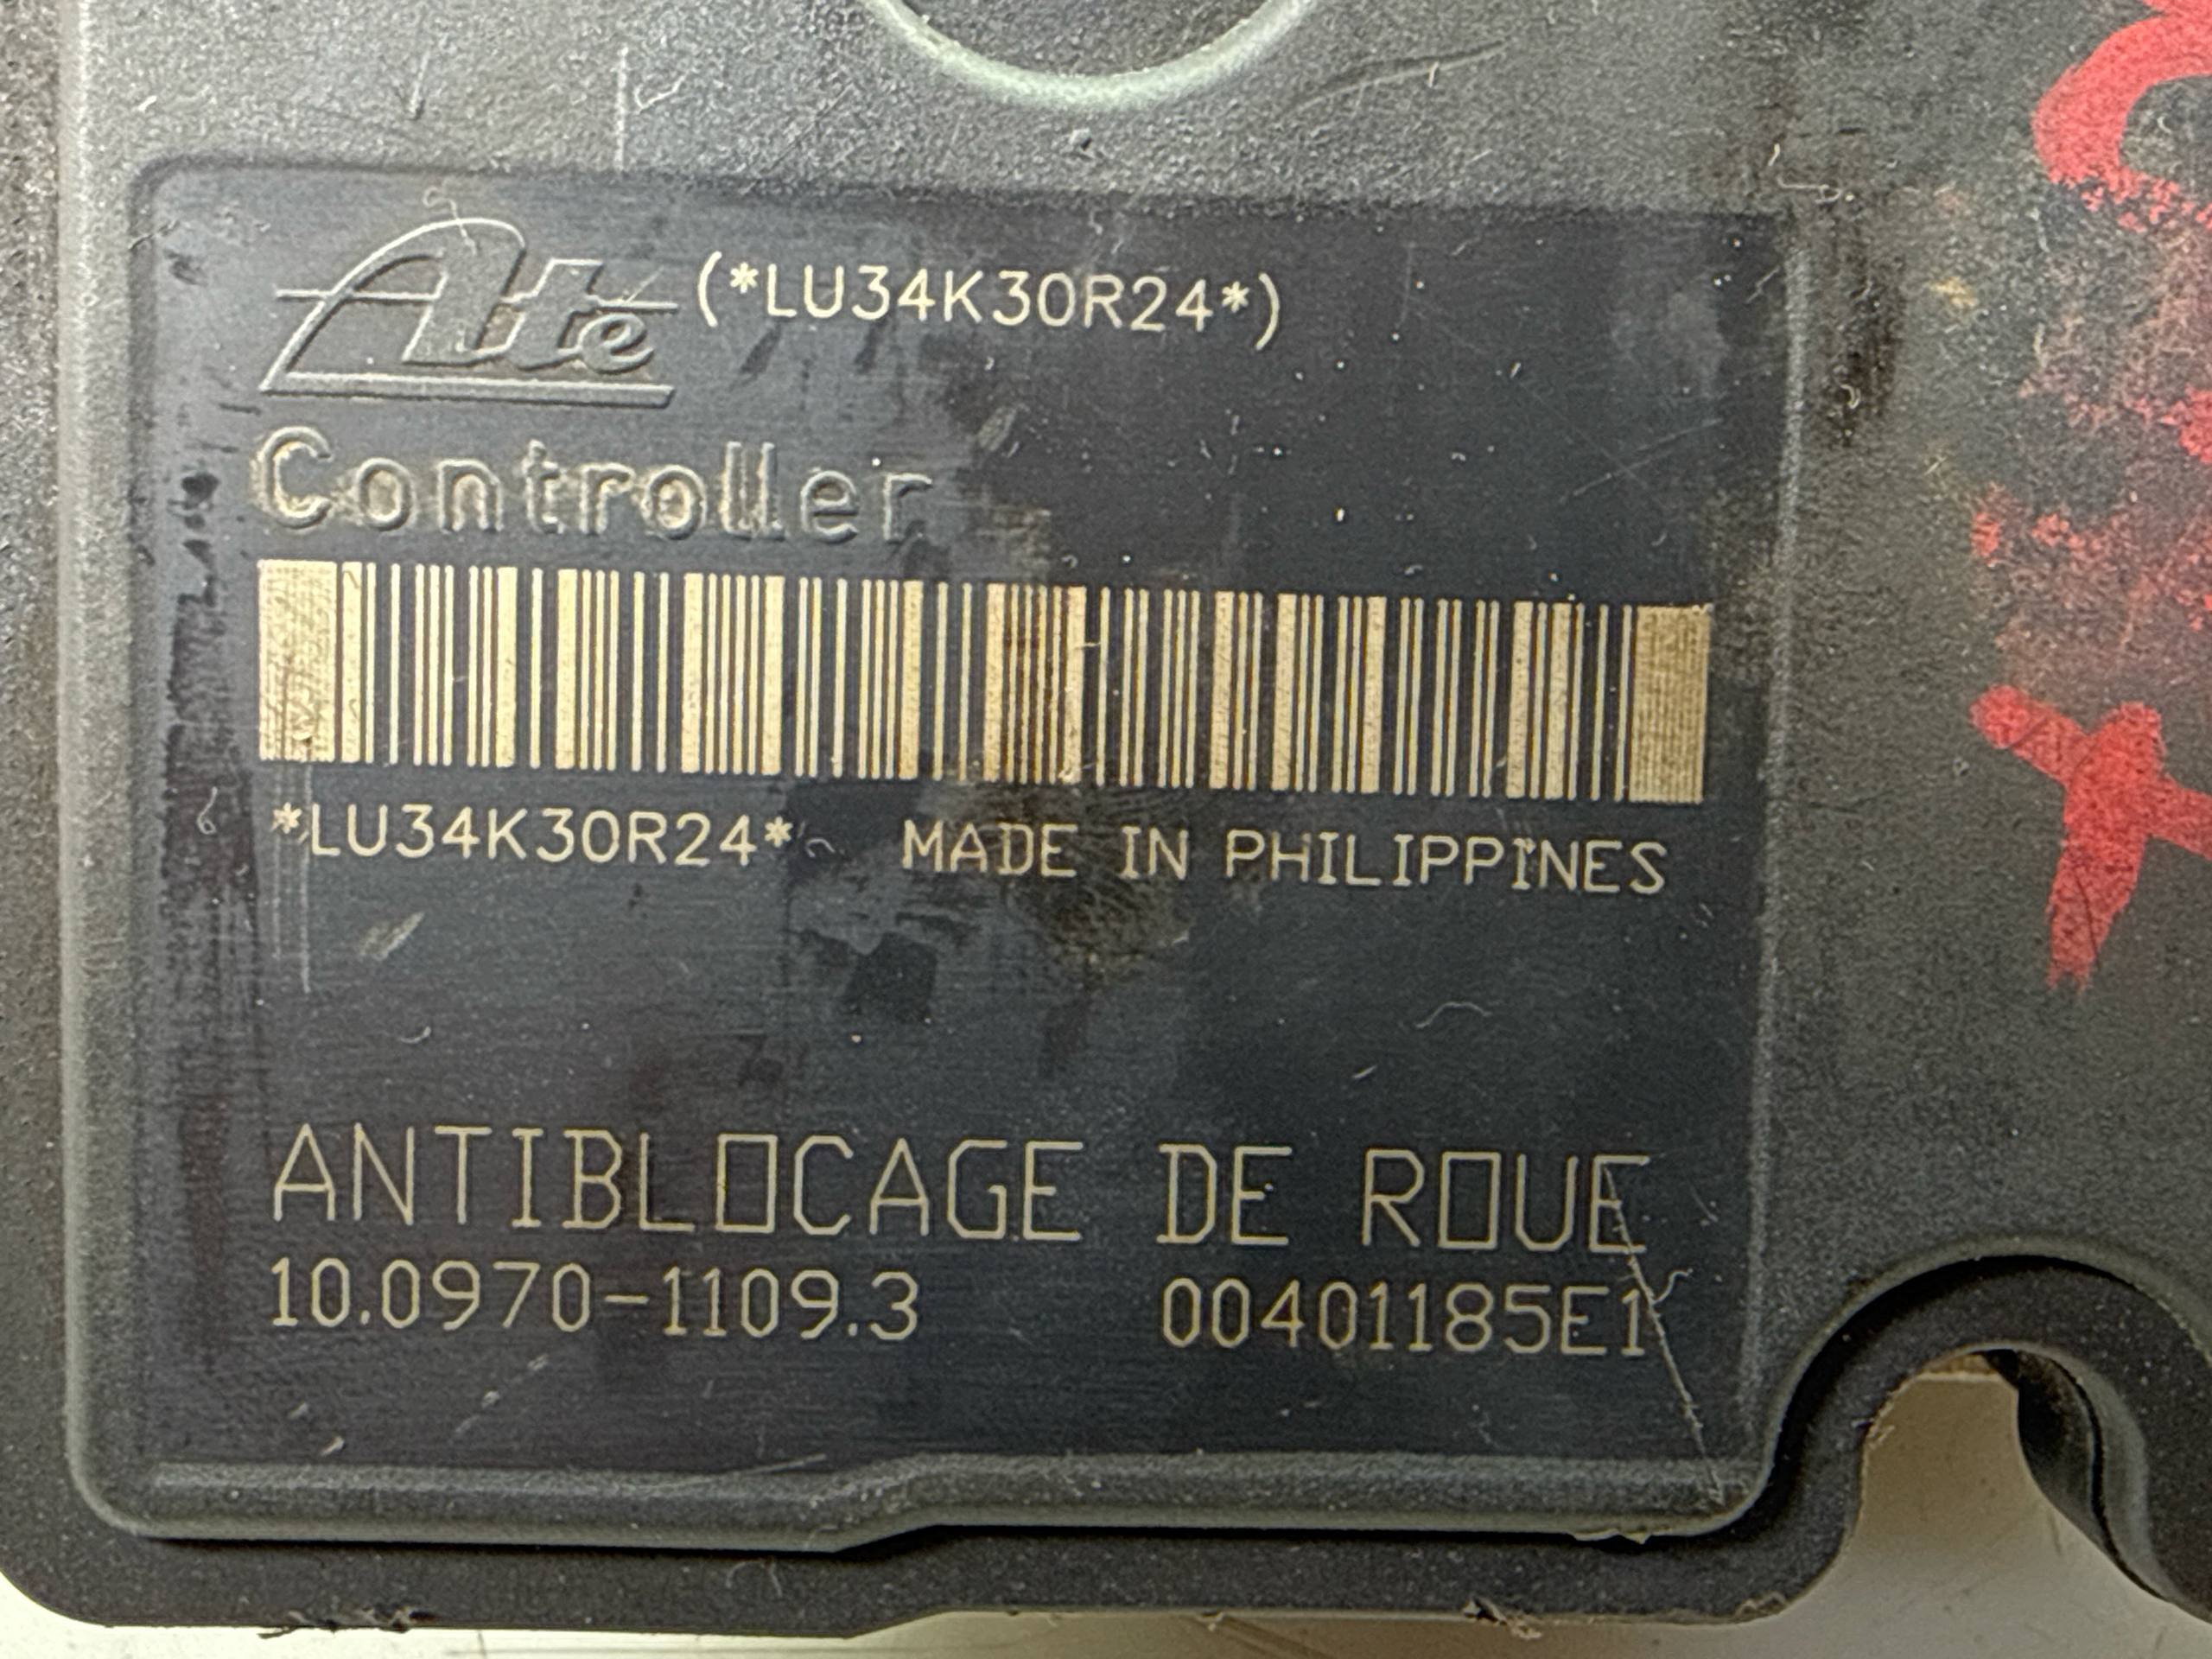 Ate (*LU34K30R24*)
Controller
*LU34K30R24* MADE IN PHILIPPINES
ANTIBLOCAGE DE ROUE
10.0970-1109.3 00401185E1